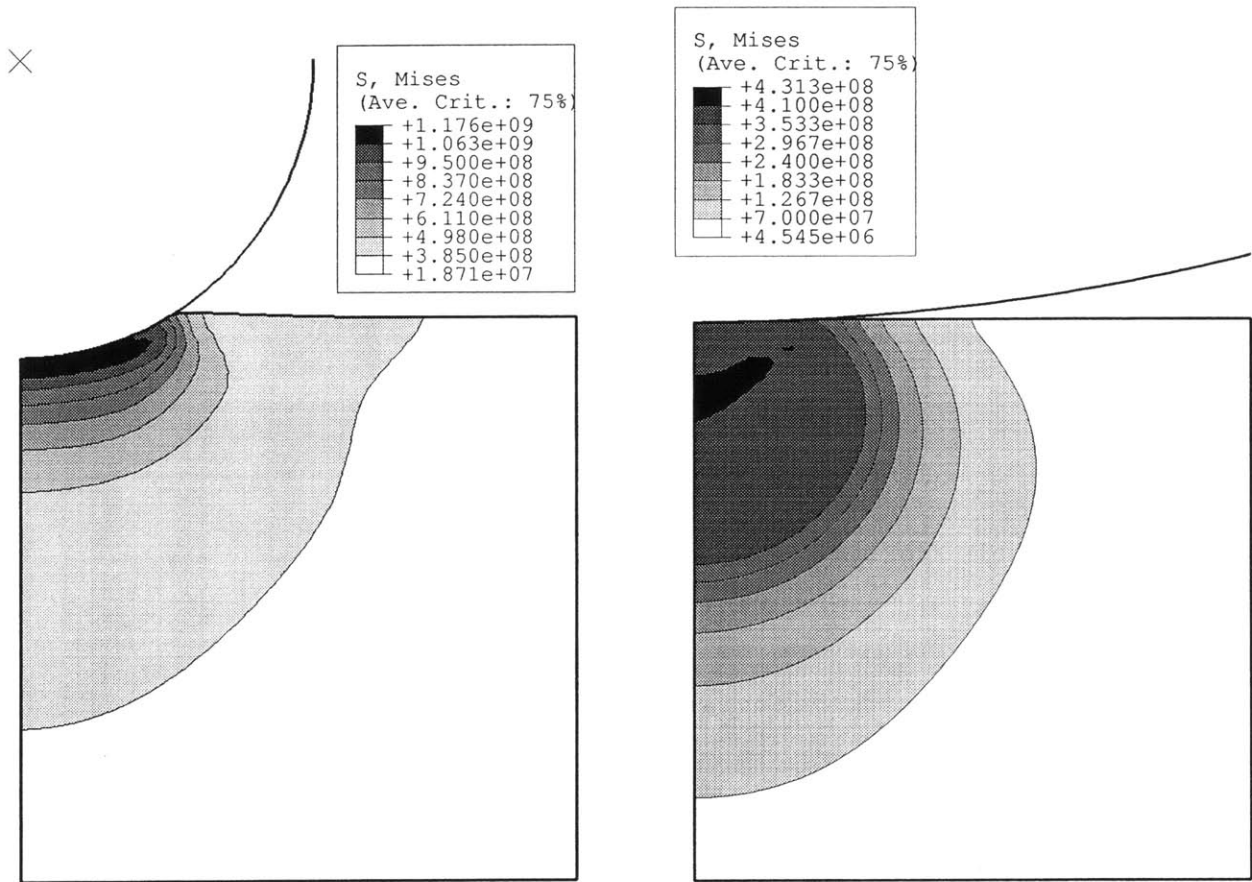 S, Mises
(Ave. Crit.: 75%)
+1.176e+09
+1.063e+09
+9.500e+08
+8.370e+08
+7.240e+08
+6.110e+08
+4.980e+08
+3.850e+08
+1.871e+07
S, Mises
(Ave. Crit.: 75%)
+4.313e+08
+4.100e+08
+3.533e+08
+2.967e+08
+2.400e+08
+1.833e+08
+1.267e+08
+7.000e+07
+4.545e+06